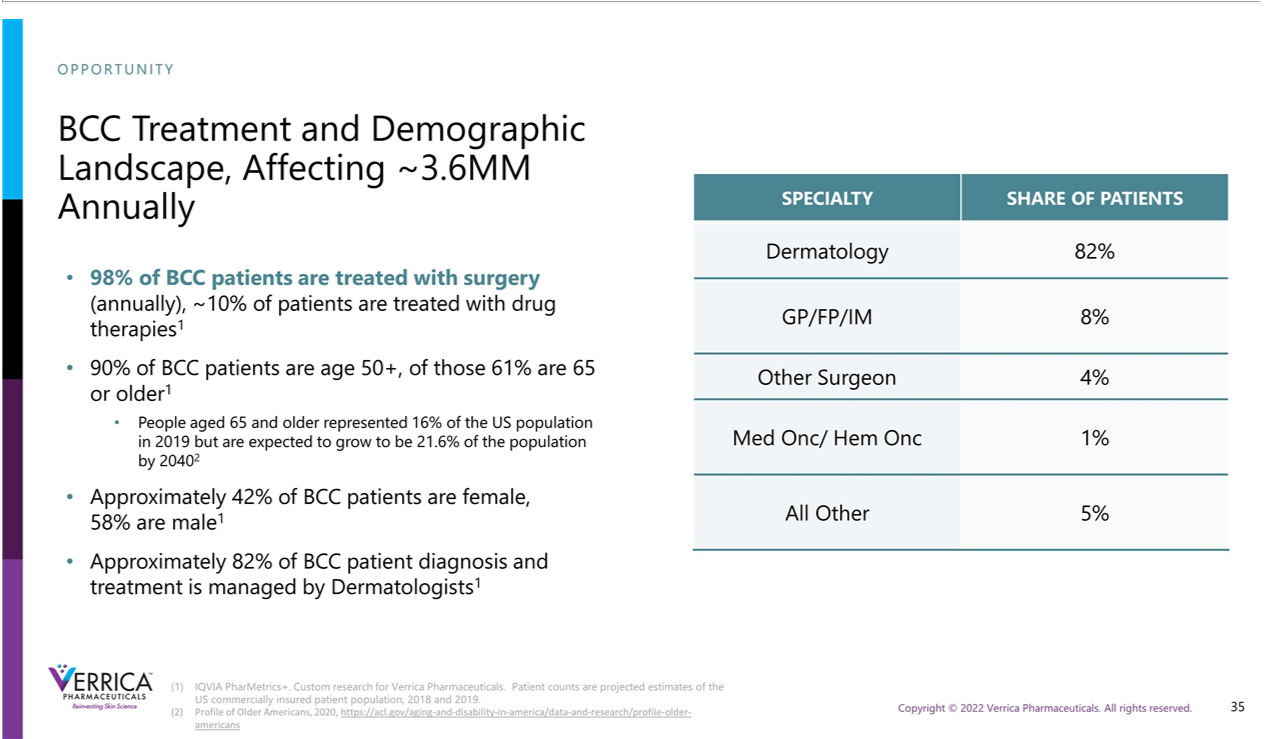 OPPORTUNITY
BCC Treatment and Demographic
Landscape, Affecting ~3.6MM
Annually
• 98% of BCC patients are treated with surgery
(annually), ~10% of patients are treated with drug
therapies1
• 90% of BCC patients are age 50+, of those 61% are 65
or older1
• People aged 65 and older represented 16% of the US population
in 2019 but are expected to grow to be 21.6% of the population
by 20402
• Approximately 42% of BCC patients are female,
58% are male1
• Approximately 82% of BCC patient diagnosis and
treatment is managed by Dermatologists1
SPECIALTY SHARE OF PATIENTS
Dermatology 82%
GP/FP/IM 8%
Other Surgeon 4%
Med Onc/ Hem Onc 1%
All Other 5%
VERRICA™
PHARMACEUTICALS
Reinventing Skin Science
(1) IQVIA PharMetrics+. Custom research for Verrica Pharmaceuticals. Patient counts are projected estimates of the
US commercially insured patient population, 2018 and 2019.
(2) Profile of Older Americans, 2020, https://acl.gov/aging-and-disability-in-america/data-and-research/profile-older-
americans
Copyright © 2022 Verrica Pharmaceuticals. All rights reserved. 35